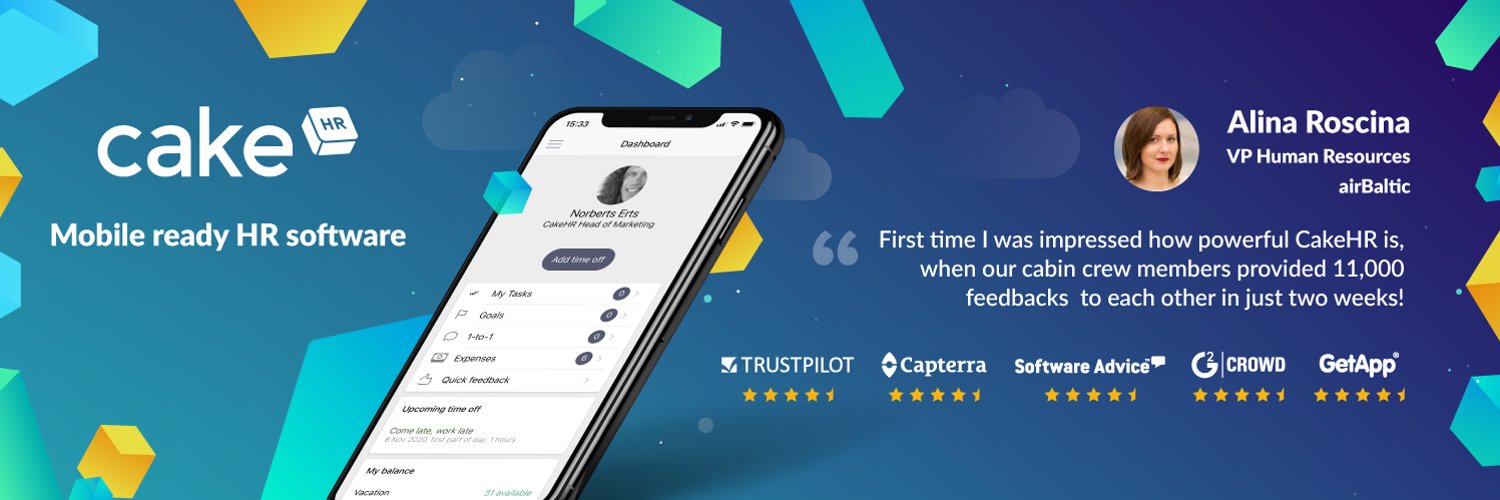 cake HR
Mobile ready HR software
15:33
Dashboard
Norberts Erts
CakeHR Head of Marketing
Add time off
My Tasks 0
Goals 0
1-to-1 0
Expenses 6
Quick feedback
Upcoming time off
Come late, work late
8 Nov 2020, first part of day, 1 hours
My balance
Vacation 31 available
Alina Roscina
VP Human Resources
airBaltic
“ First time I was impressed how powerful CakeHR is,
when our cabin crew members provided 11,000
feedbacks to each other in just two weeks!
TRUSTPILOT
Capterra
Software Advice™
G2 | CROWD
GetApp®